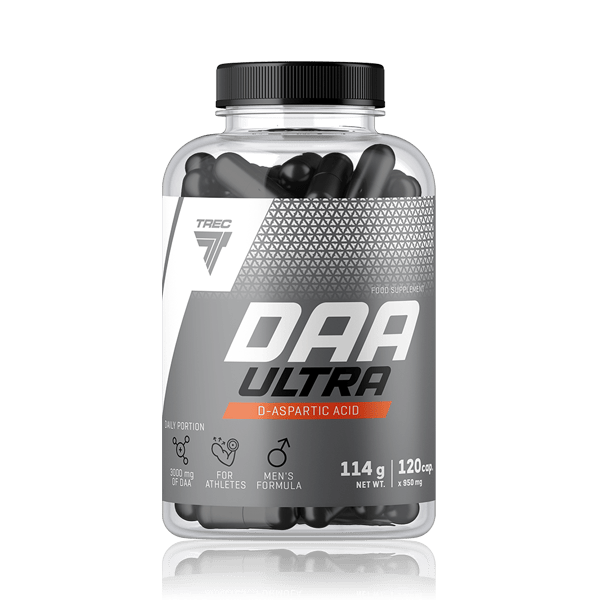 TREC
FOOD SUPPLEMENT
DAA
ULTRA
D-ASPARTIC ACID
DAILY PORTION
3000 mg
OF DAA
FOR
ATHLETES
MEN'S
FORMULA
114 g
NET WT.
120 cap.
x 950 mg